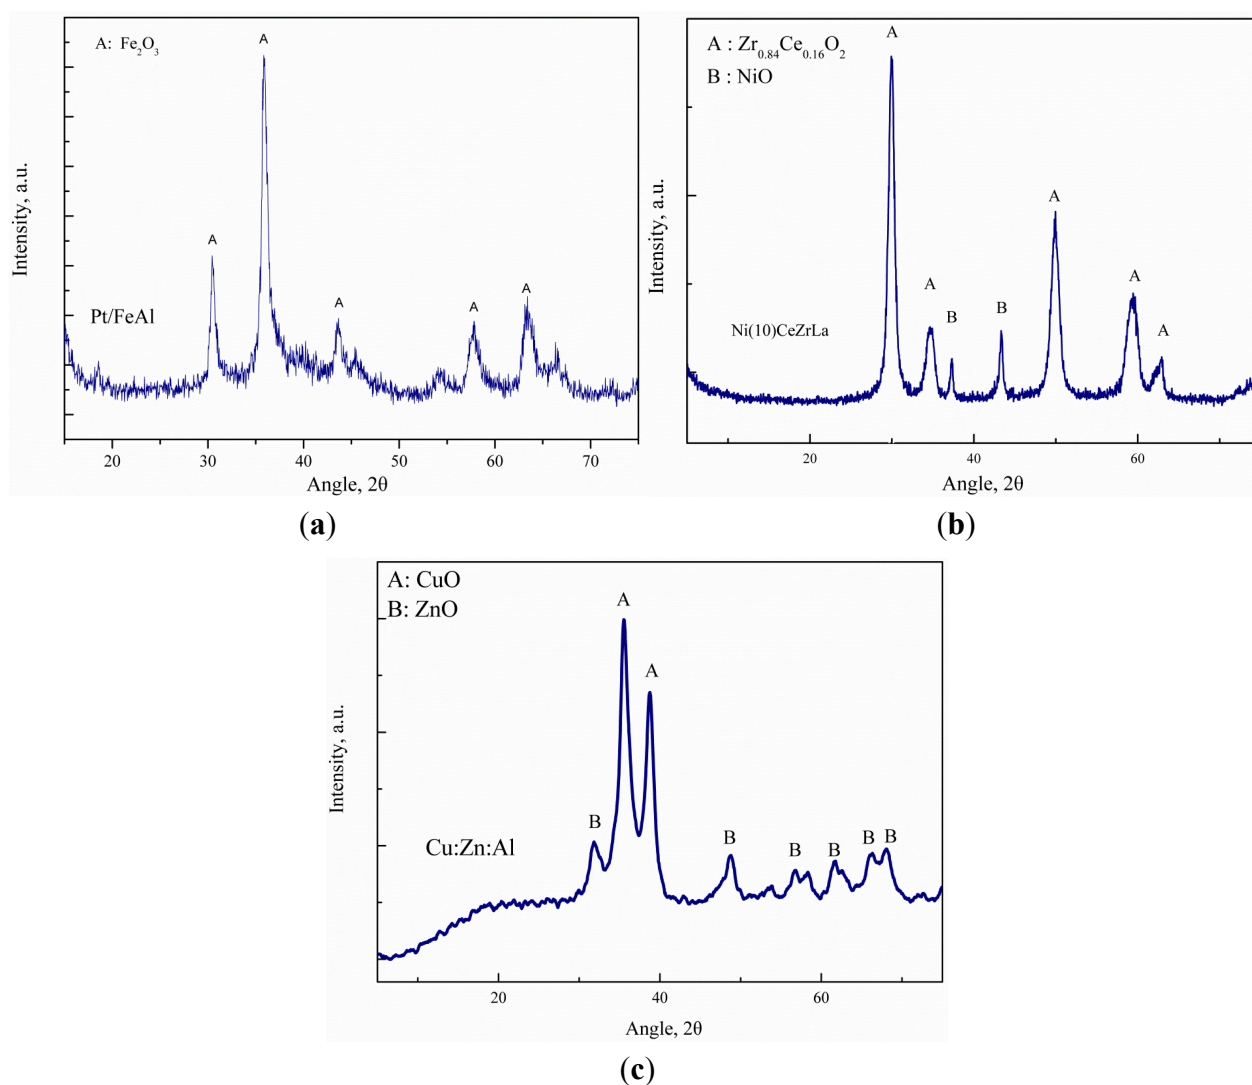 A: Fe₂O₃
A
A
A
A
A
Pt/FeAl
Intensity, a.u.
20 30 40 50 60 70
Angle, 2θ
(a)
A : Zr₀.₈₄Ce₀.₁₆O₂
B : NiO
A
A
B
B
A
A
A
Ni(10)CeZrLa
Intensity, a.u.
20 40 60
Angle, 2θ
(b)
A: CuO
B: ZnO
A
A
B
B
B
B
B
B
Cu:Zn:Al
Intensity, a.u.
20 40 60
Angle, 2θ
(c)